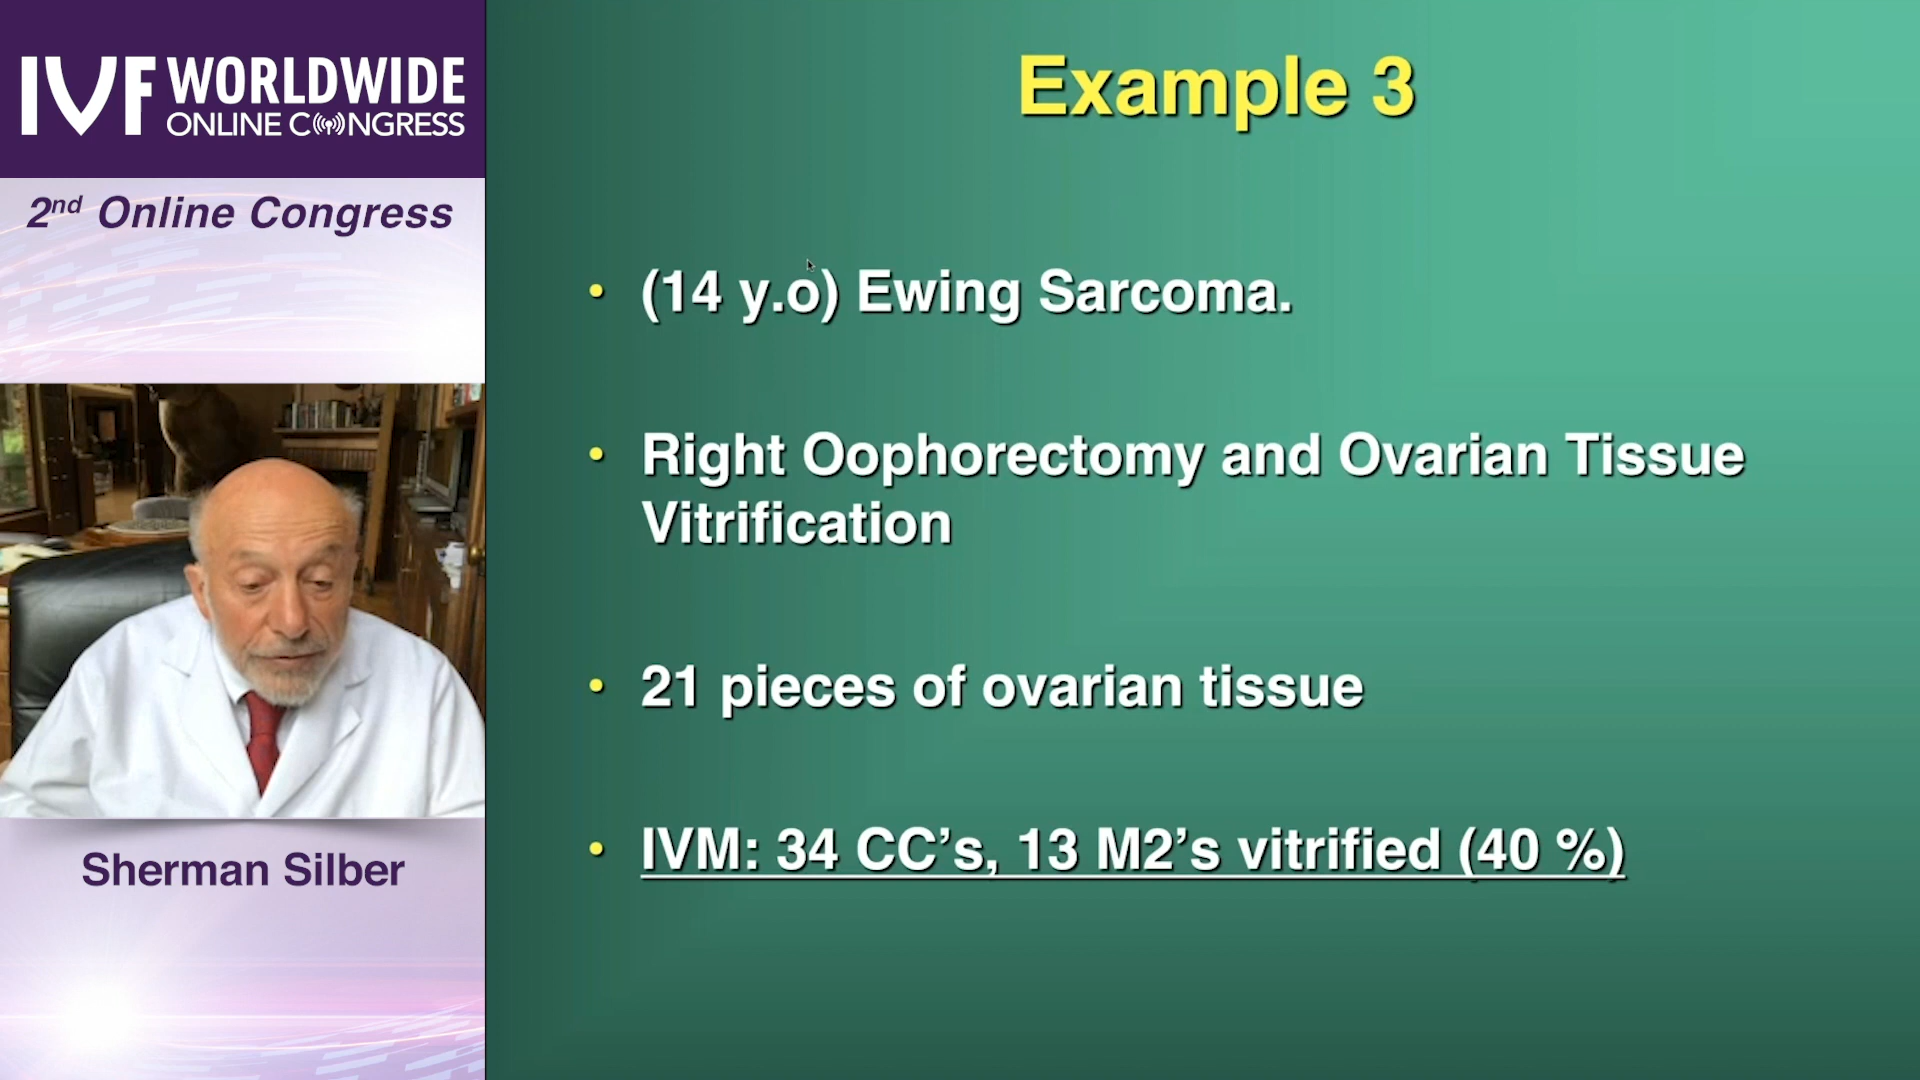 IVF WORLDWIDE
ONLINE CONGRESS
2nd Online Congress
Sherman Silber
Example 3
• (14 y.o) Ewing Sarcoma.
• Right Oophorectomy and Ovarian Tissue
Vitrification
• 21 pieces of ovarian tissue
• IVM: 34 CC’s, 13 M2’s vitrified (40 %)